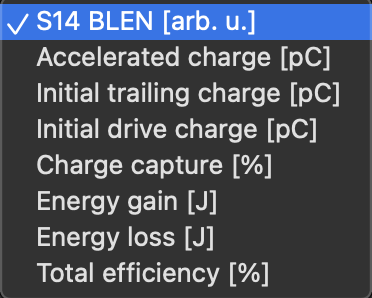 ✓ S14 BLEN [arb. u.]
Accelerated charge [pC]
Initial trailing charge [pC]
Initial drive charge [pC]
Charge capture [%]
Energy gain [J]
Energy loss [J]
Total efficiency [%]